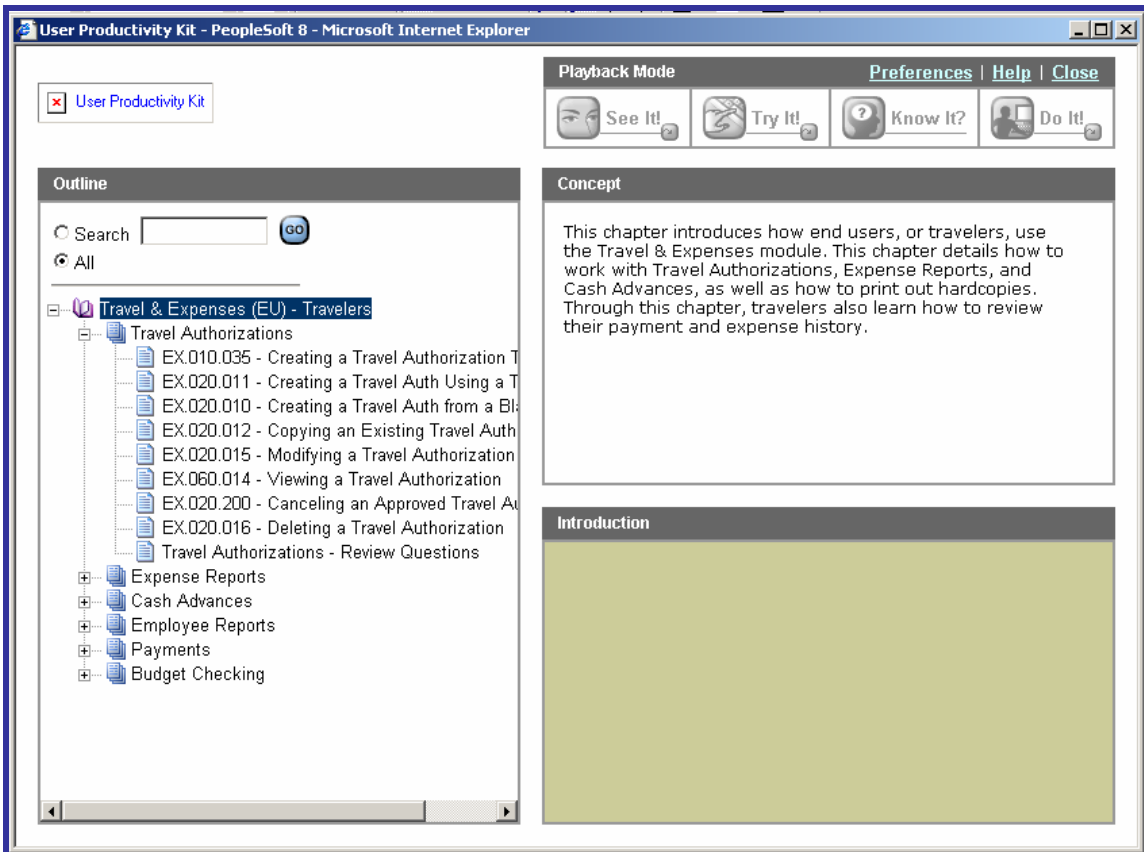 User Productivity Kit - PeopleSoft 8 - Microsoft Internet Explorer
User Productivity Kit
Playback Mode
Preferences | Help | Close
See It!
Try It!
Know It?
Do It!
Outline
Search
GO
All
Travel & Expenses (EU) - Travelers
Travel Authorizations
EX.010.035 - Creating a Travel Authorization T
EX.020.011 - Creating a Travel Auth Using a T
EX.020.010 - Creating a Travel Auth from a Bla
EX.020.012 - Copying an Existing Travel Auth
EX.020.015 - Modifying a Travel Authorization
EX.060.014 - Viewing a Travel Authorization
EX.020.200 - Canceling an Approved Travel Au
EX.020.016 - Deleting a Travel Authorization
Travel Authorizations - Review Questions
Expense Reports
Cash Advances
Employee Reports
Payments
Budget Checking
Concept
This chapter introduces how end users, or travelers, use
the Travel & Expenses module. This chapter details how to
work with Travel Authorizations, Expense Reports, and
Cash Advances, as well as how to print out hardcopies.
Through this chapter, travelers also learn how to review
their payment and expense history.
Introduction